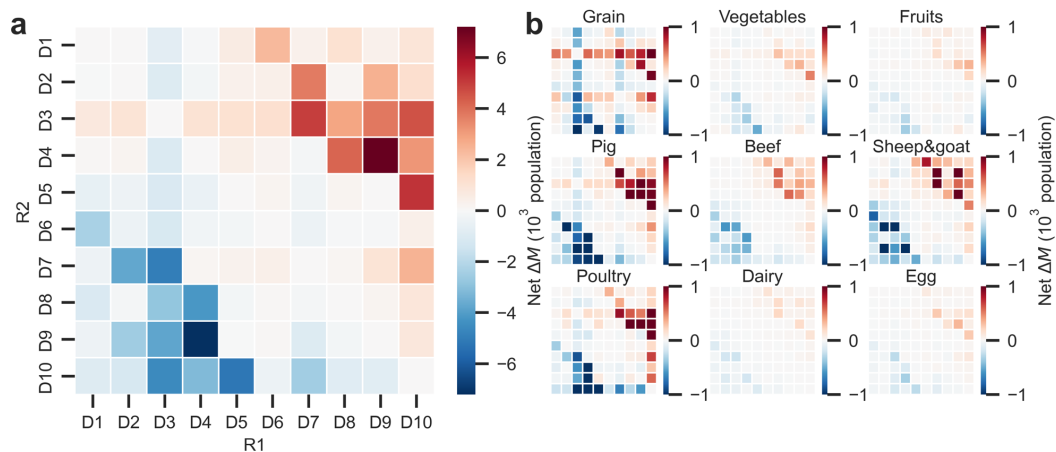 a
D1
D2
D3
D4
D5
D6
D7
D8
D9
D10
R2
D1 D2 D3 D4 D5 D6 D7 D8 D9 D10
R1
6
4
2
0
−2
−4
−6
Net ΔM (10³ population)
b
Grain Vegetables Fruits
1
0
−1
1
0
−1
1
0
−1
Pig Beef Sheep&goat
1
0
−1
1
0
−1
1
0
−1
Poultry Dairy Egg
1
0
−1
1
0
−1
1
0
−1
Net ΔM (10³ population)